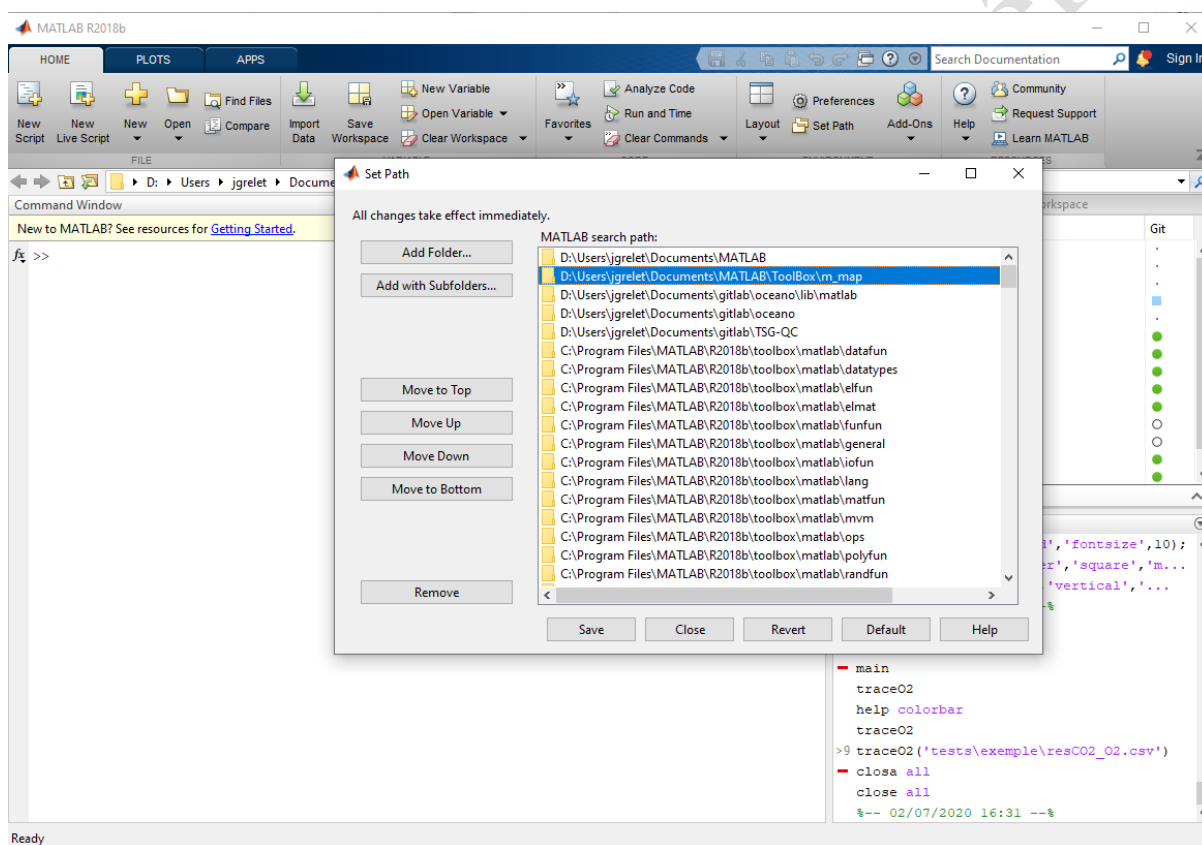 MATLAB R2018b
HOME PLOTS APPS
Search Documentation
Sign In
New Script
New Live Script
New
Open
Find Files
Compare
Import Data
Save Workspace
New Variable
Open Variable
Clear Workspace
Favorites
Analyze Code
Run and Time
Clear Commands
Layout
Preferences
Set Path
Add-Ons
Help
Community
Request Support
Learn MATLAB
FILE
D: Users jgrelet Docume
Command Window
New to MATLAB? See resources for Getting Started.
fx >>
Set Path
All changes take effect immediately.
Add Folder...
Add with Subfolders...
Move to Top
Move Up
Move Down
Move to Bottom
Remove
MATLAB search path:
D:\Users\jgrelet\Documents\MATLAB
D:\Users\jgrelet\Documents\MATLAB\ToolBox\m_map
D:\Users\jgrelet\Documents\gitlab\oceano\lib\matlab
D:\Users\jgrelet\Documents\gitlab\oceano
D:\Users\jgrelet\Documents\gitlab\TSG-QC
C:\Program Files\MATLAB\R2018b\toolbox\matlab\datafun
C:\Program Files\MATLAB\R2018b\toolbox\matlab\datatypes
C:\Program Files\MATLAB\R2018b\toolbox\matlab\elfun
C:\Program Files\MATLAB\R2018b\toolbox\matlab\elmat
C:\Program Files\MATLAB\R2018b\toolbox\matlab\funfun
C:\Program Files\MATLAB\R2018b\toolbox\matlab\general
C:\Program Files\MATLAB\R2018b\toolbox\matlab\iofun
C:\Program Files\MATLAB\R2018b\toolbox\matlab\lang
C:\Program Files\MATLAB\R2018b\toolbox\matlab\matfun
C:\Program Files\MATLAB\R2018b\toolbox\matlab\mvm
C:\Program Files\MATLAB\R2018b\toolbox\matlab\ops
C:\Program Files\MATLAB\R2018b\toolbox\matlab\polyfun
C:\Program Files\MATLAB\R2018b\toolbox\matlab\randfun
Save Close Revert Default Help
orkspace
Git
d','fontsize',10);
er','square','m...
'vertical','...
-%
main
traceO2
help colorbar
traceO2
>9 traceO2('tests\exemple\resCO2_O2.csv')
closa all
close all
%-- 02/07/2020 16:31 --%
Ready